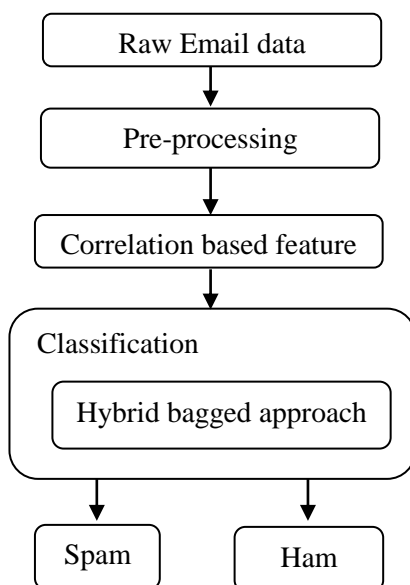 Raw Email data
Pre-processing
Correlation based feature
Classification
Hybrid bagged approach
Spam
Ham